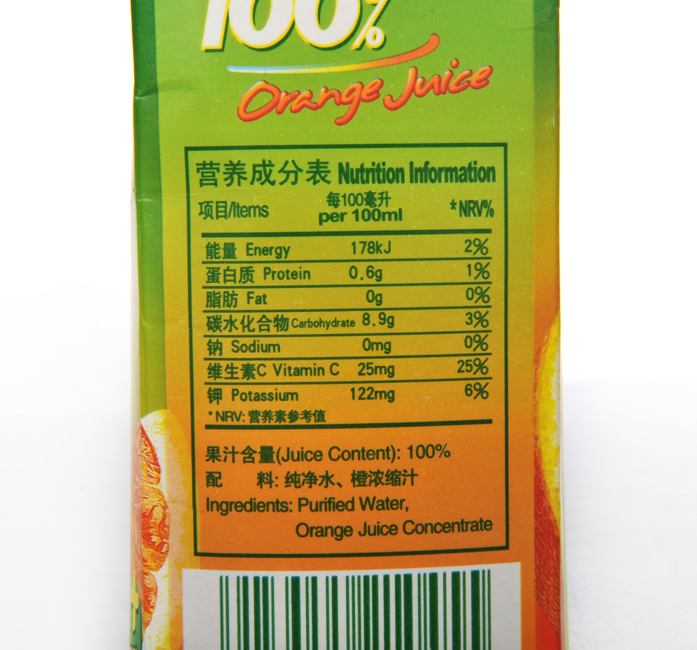 100%
Orange Juice
营养成分表 Nutrition Information
项目/Items 每100毫升 per 100ml *NRV%
能量 Energy 178kJ 2%
蛋白质 Protein 0.6g 1%
脂肪 Fat 0g 0%
碳水化合物 Carbohydrate 8.9g 3%
钠 Sodium 0mg 0%
维生素C Vitamin C 25mg 25%
钾 Potassium 122mg 6%
*NRV: 营养素参考值
果汁含量(Juice Content): 100%
配 料: 纯净水、橙浓缩汁
Ingredients: Purified Water,
Orange Juice Concentrate